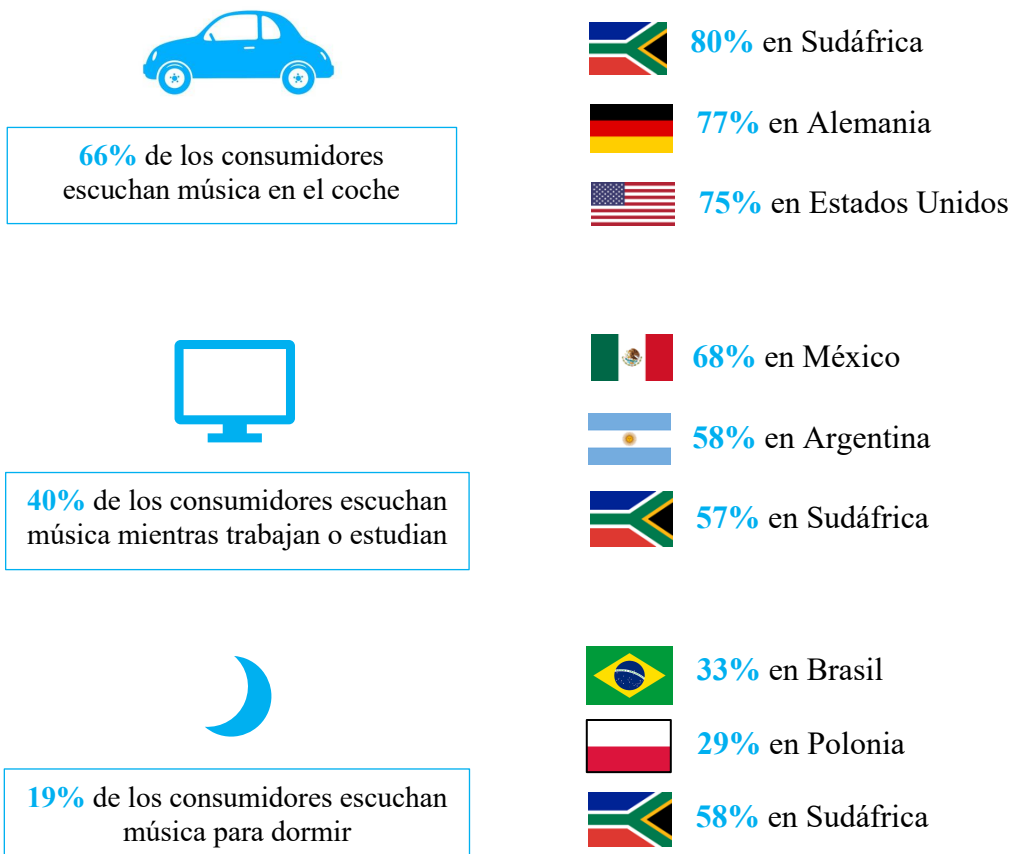 66% de los consumidores
escuchan música en el coche
80% en Sudáfrica
77% en Alemania
75% en Estados Unidos
40% de los consumidores escuchan
música mientras trabajan o estudian
68% en México
58% en Argentina
57% en Sudáfrica
19% de los consumidores escuchan
música para dormir
33% en Brasil
29% en Polonia
58% en Sudáfrica